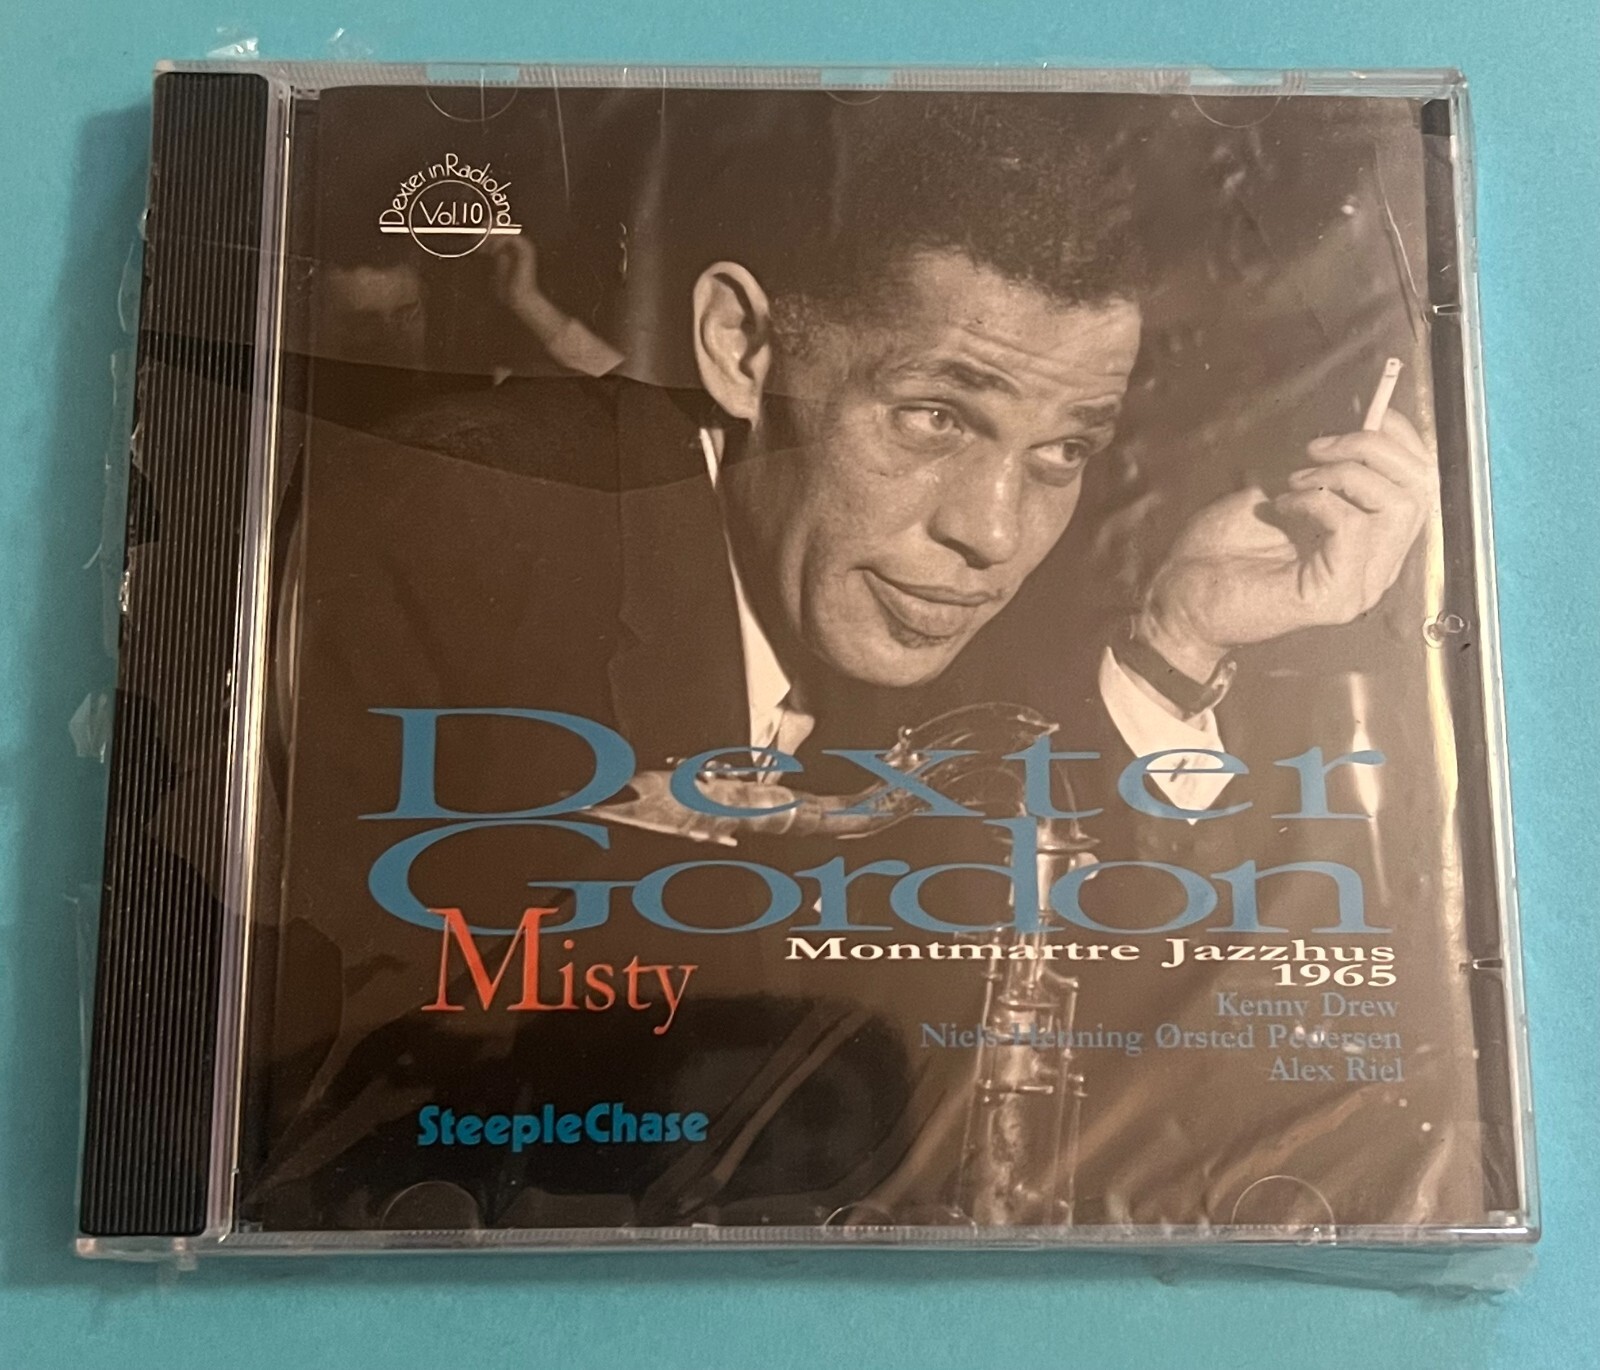 Dexter in Radioland
Vol.10
Dexter
Gordon
Misty
Montmartre Jazzhus
1965
Kenny Drew
Niels-Henning Ørsted Pedersen
Alex Riel
SteepleChase